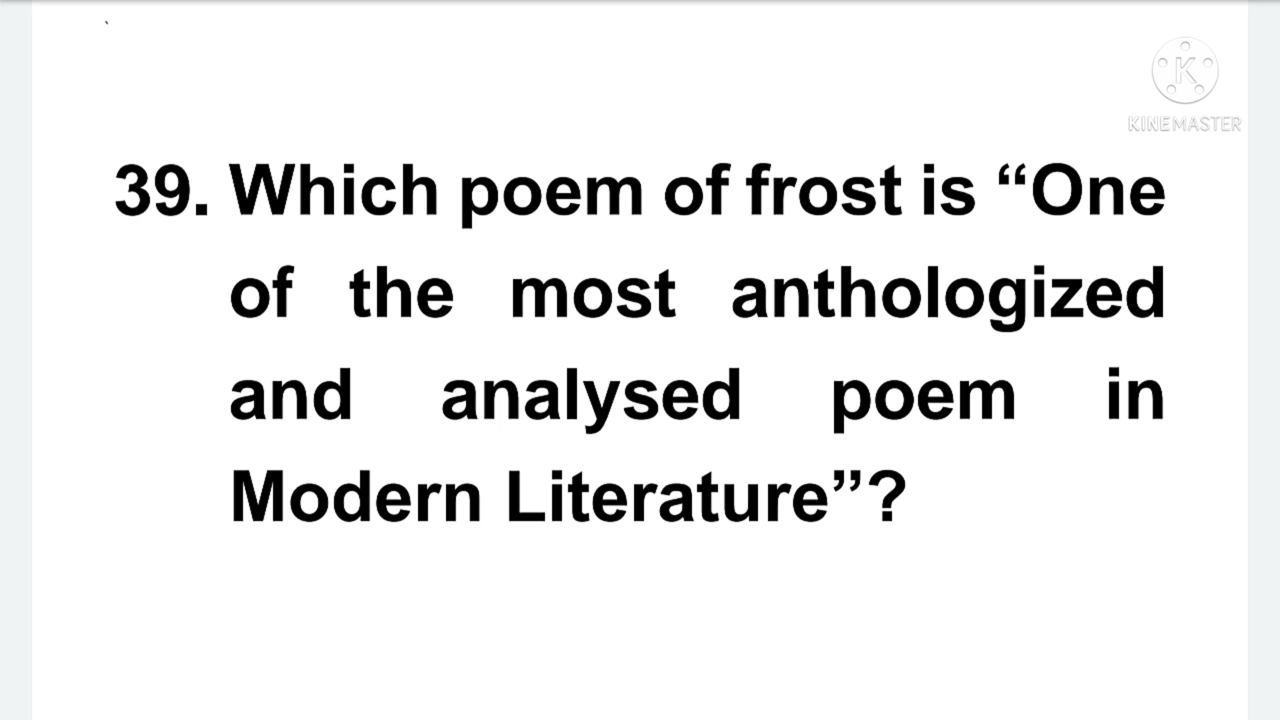 KINEMASTER
39. Which poem of frost is “One
of the most anthologized
and analysed poem in
Modern Literature”?